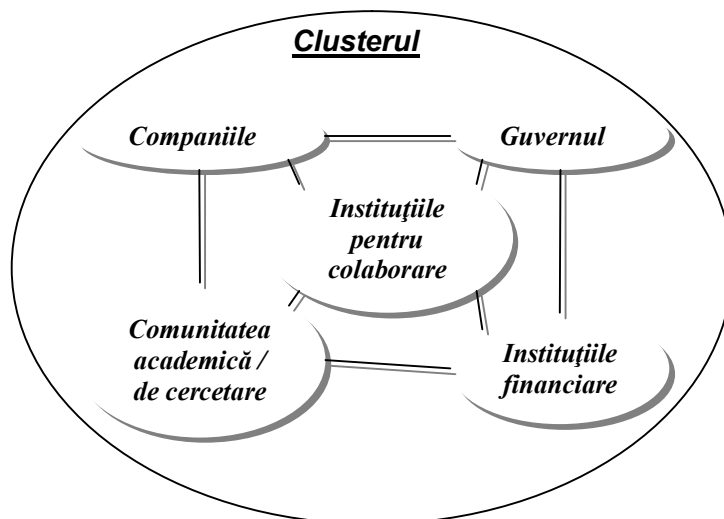 Clusterul
Companiile
Guvernul
Instituţiile
pentru
colaborare
Comunitatea
academică /
de cercetare
Instituţiile
financiare